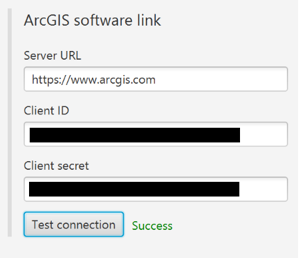 ArcGIS software link
Server URL
https://www.arcgis.com
Client ID
Client secret
Test connection Success